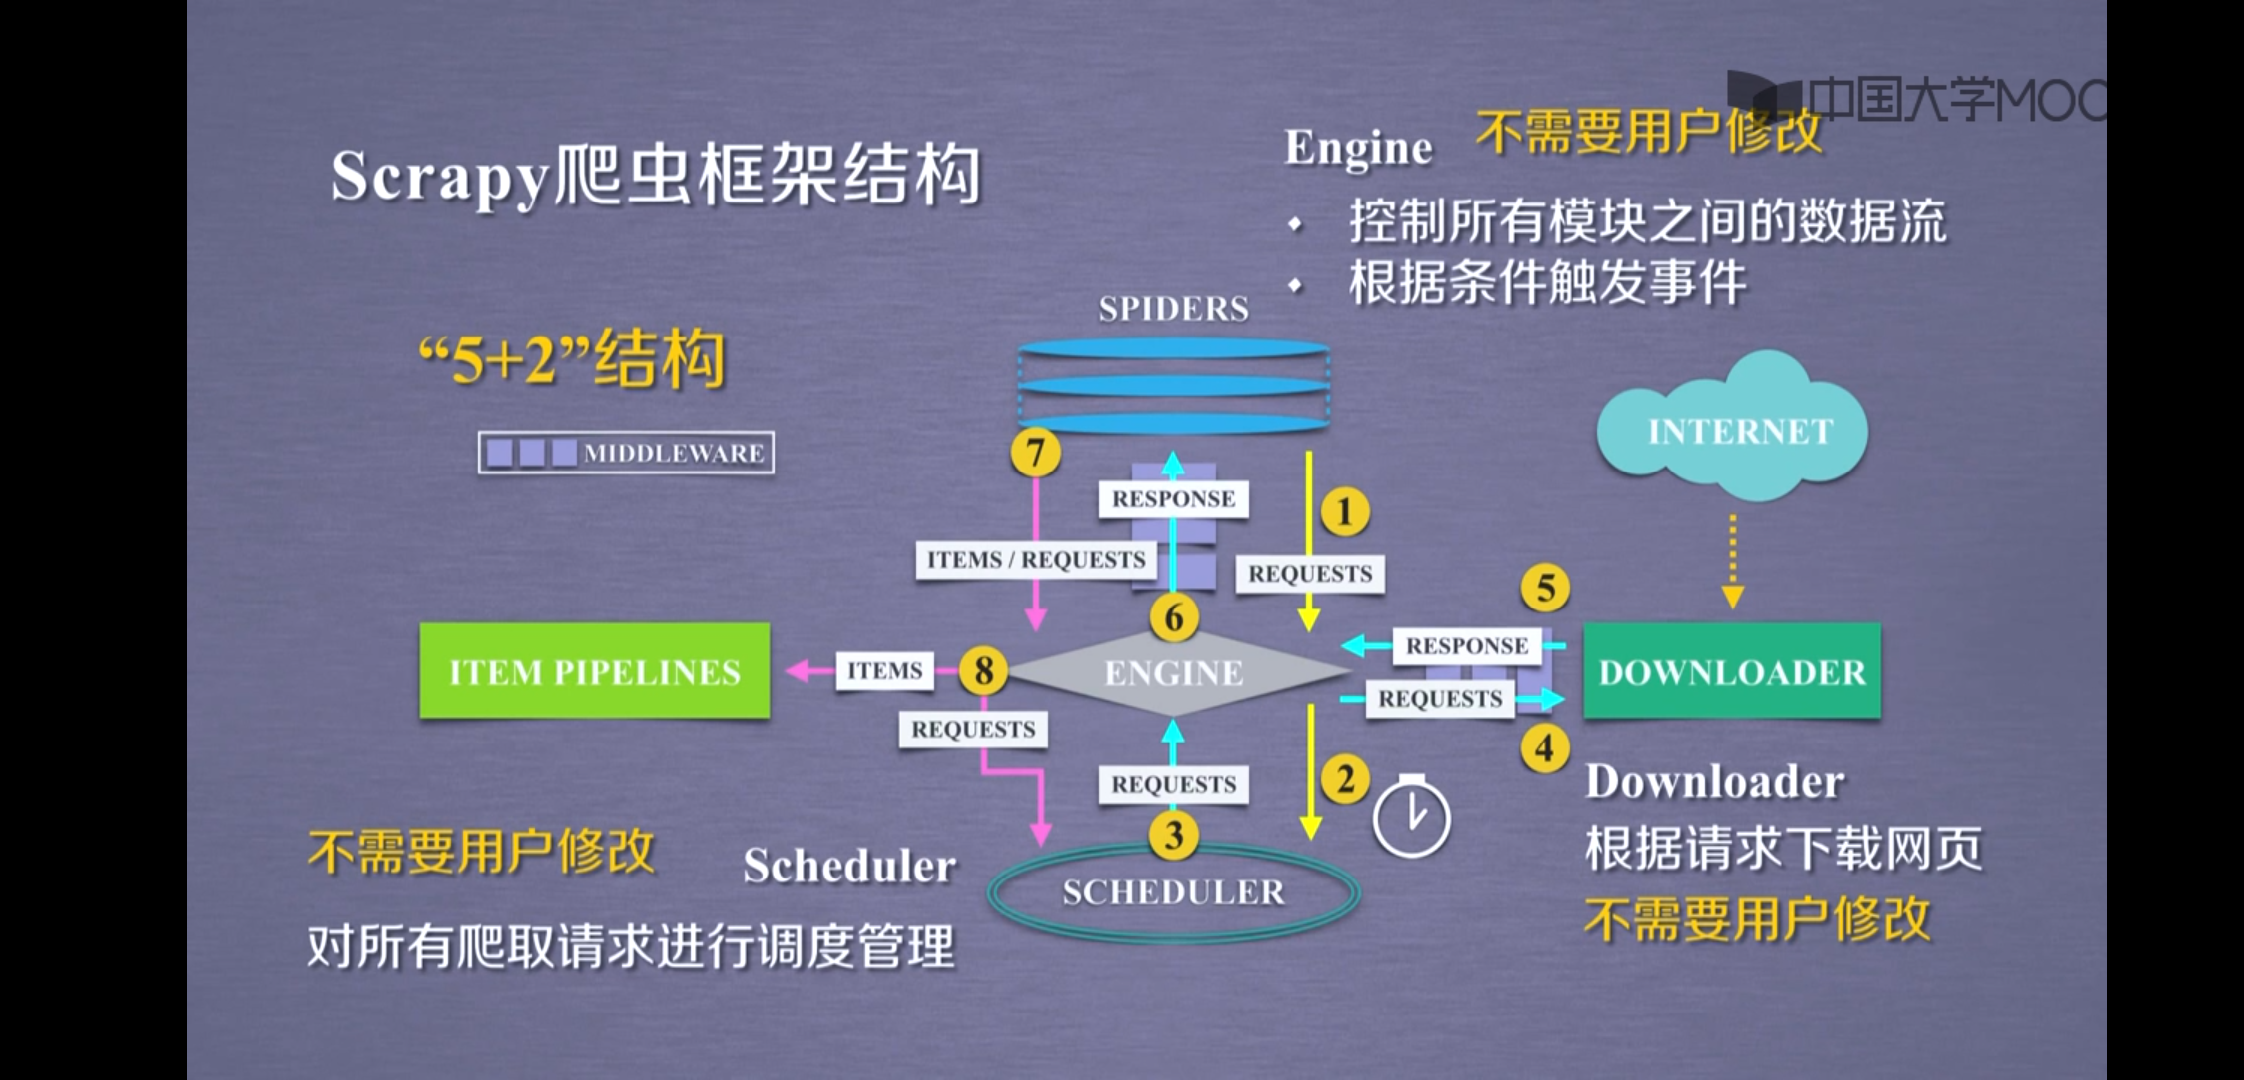 中国大学MOC
Scrapy爬虫框架结构
Engine 不需要用户修改
• 控制所有模块之间的数据流
• 根据条件触发事件
“5+2”结构
MIDDLEWARE
SPIDERS
INTERNET
7
RESPONSE
1
ITEMS / REQUESTS
REQUESTS
6
5
ITEM PIPELINES
ITEMS
8
ENGINE
RESPONSE
REQUESTS
DOWNLOADER
REQUESTS
REQUESTS
2
4
3
SCHEDULER
Downloader
根据请求下载网页
不需要用户修改
不需要用户修改 Scheduler
对所有爬取请求进行调度管理